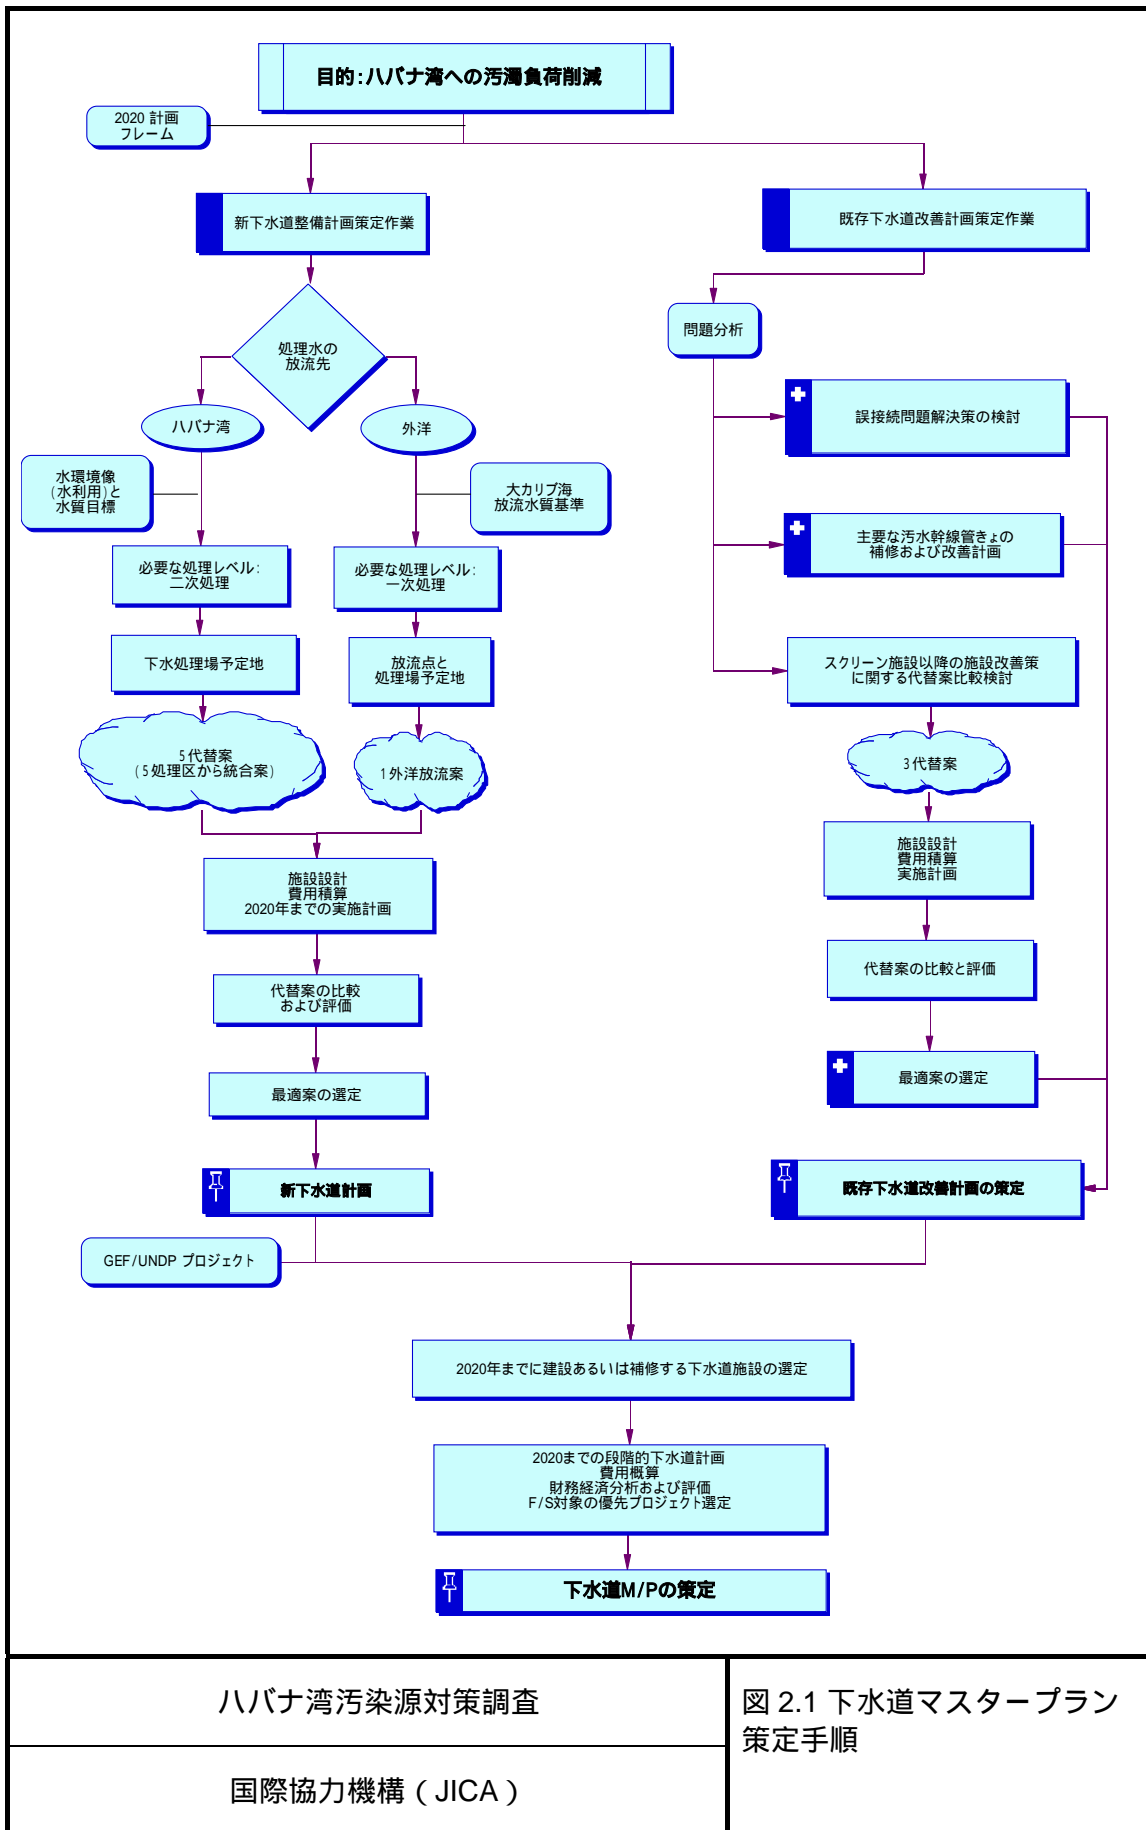 目的：ハバナ湾への汚濁負荷削減
2020 計画
フレーム
新下水道整備計画策定作業
既存下水道改善計画策定作業
処理水の
放流先
問題分析
ハバナ湾
外洋
誤接続問題解決策の検討
水環境像
(水利用)と
水質目標
大カリブ海
放流水質基準
主要な汚水幹線管きょの
補修および改善計画
必要な処理レベル:
二次処理
必要な処理レベル:
一次処理
下水処理場予定地
放流点と
処理場予定地
スクリーン施設以降の施設改善策
に関する代替案比較検討
5代替案
(5処理区から統合案)
1外洋放流案
3代替案
施設設計
費用積算
2020年までの実施計画
施設設計
費用積算
実施計画
代替案の比較
および評価
代替案の比較と評価
最適案の選定
最適案の選定
新下水道計画
既存下水道改善計画の策定
GEF/UNDP プロジェクト
2020年までに建設あるいは補修する下水道施設の選定
2020までの段階的下水道計画
費用概算
財務経済分析および評価
F/S対象の優先プロジェクト選定
下水道M/Pの策定
ハバナ湾汚染源対策調査
国際協力機構（JICA）
図 2.1 下水道マスタープラン
策定手順